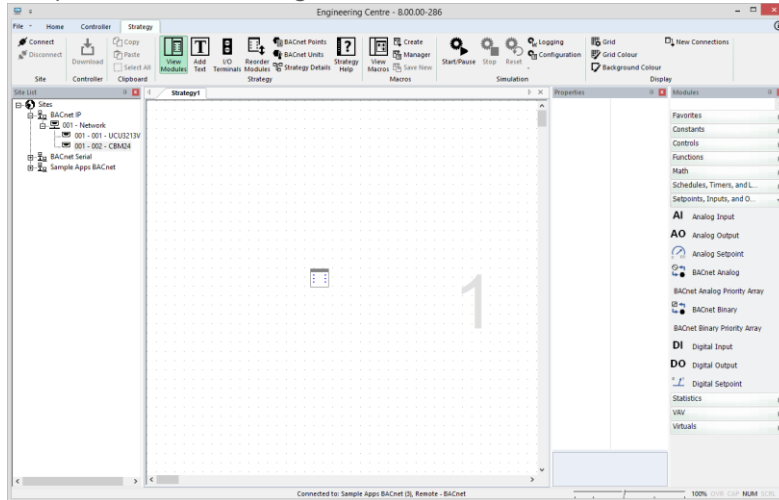 Engineering Centre - 8.00.00-286
File Home Controller Strategy
Connect
Disconnect
Download
Copy
Paste
Select All
View Modules
Add Text
I/O Terminals
Reorder Modules
BACnet Points
BACnet Units
Strategy Details
Strategy Help
View Macros
Create
Manager
Save New
Start/Pause
Stop
Reset
Logging
Configuration
Grid
Grid Colour
Background Colour
New Connections
Site Controller Clipboard Strategy Macros Simulation Display
Site List
Strategy1
Properties
Modules
Sites
BACnet IP
001 - Network
001 - 001 - UCU3213V
001 - 002 - CBM24
BACnet Serial
Sample Apps BACnet
1
Favorites
Constants
Controls
Functions
Math
Schedules, Timers, and L...
Setpoints, Inputs, and O...
AI Analog Input
AO Analog Output
Analog Setpoint
BACnet Analog
BACnet Analog Priority Array
BACnet Binary
BACnet Binary Priority Array
DI Digital Input
DO Digital Output
Digital Setpoint
Statistics
VAV
Virtuals
Connected to: Sample Apps BACnet (3), Remote - BACnet
100% OVR CAP NUM SCRL